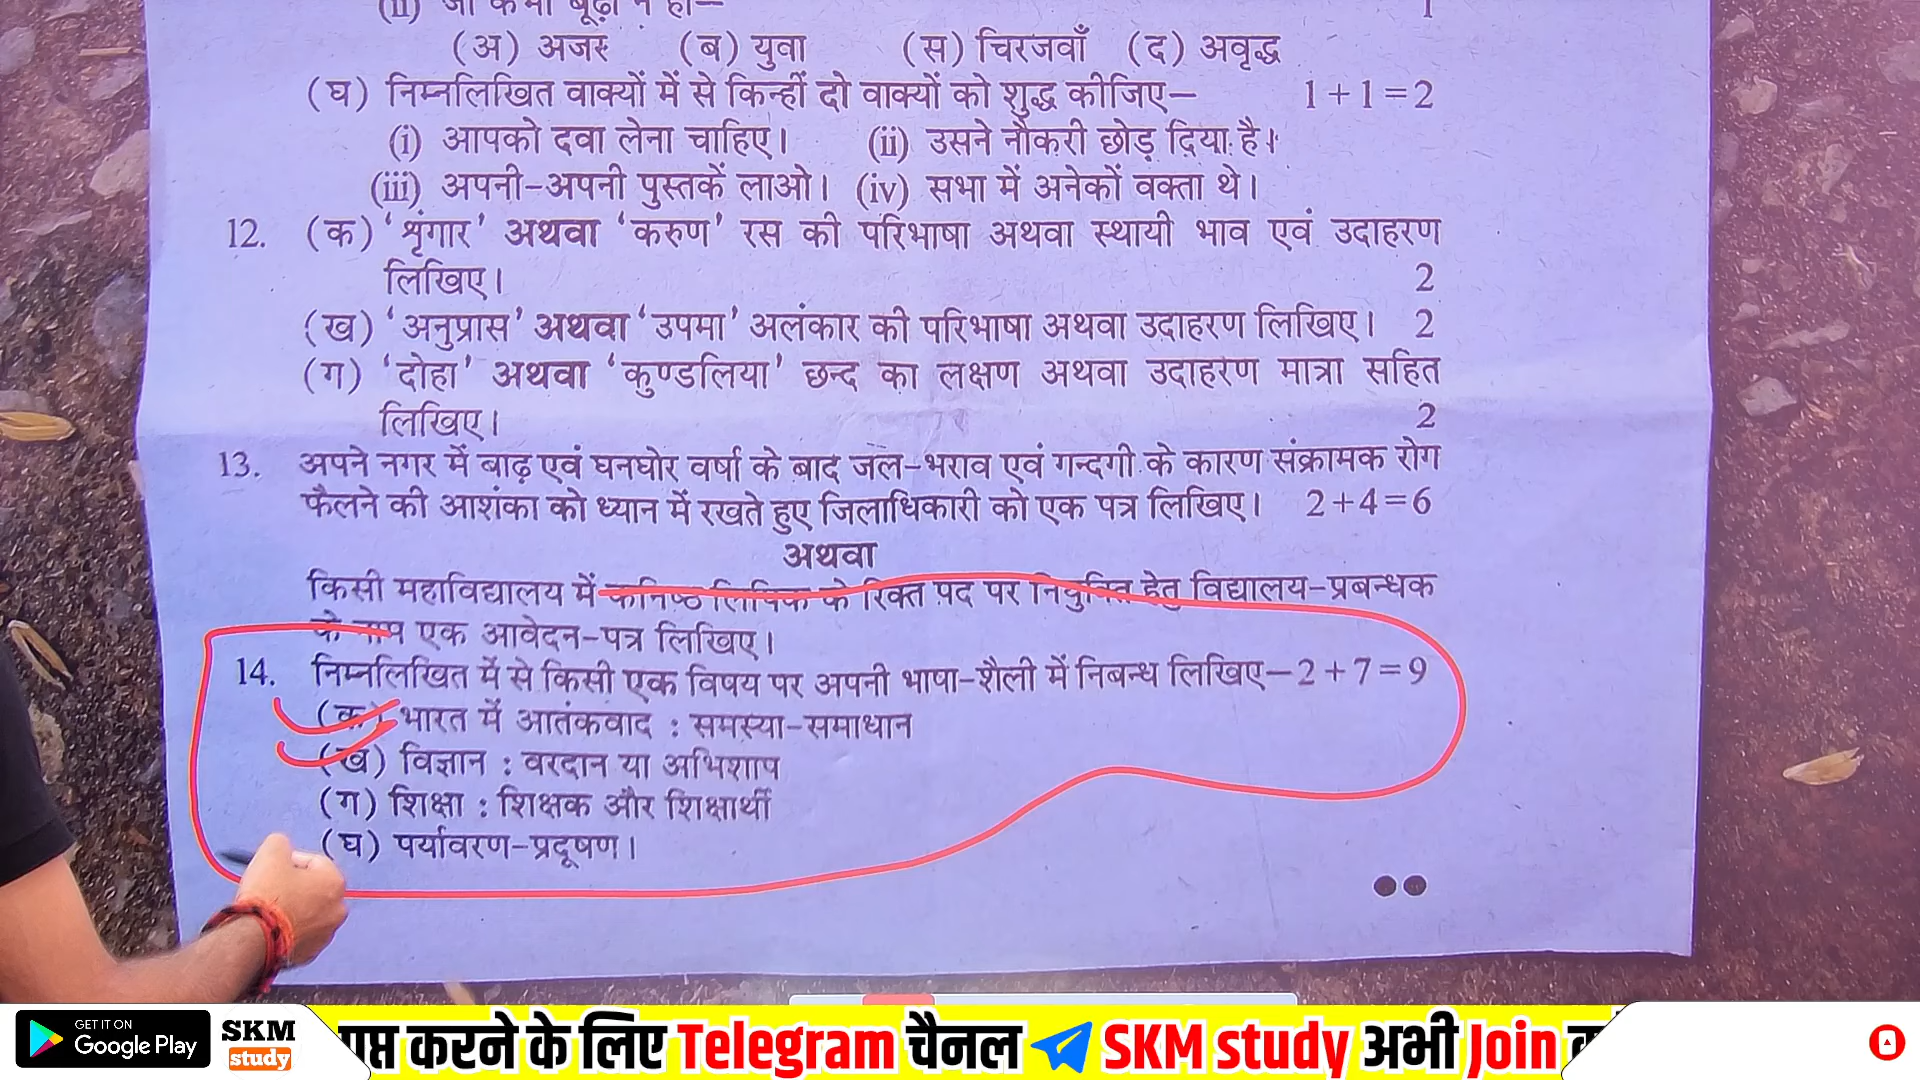 (ii)
1
(अ) अजर (ब) युवा (स) चिरजवाँ (द) अवृद्ध
(घ) निम्नलिखित वाक्यों में से किन्हीं दो वाक्यों को शुद्ध कीजिए— 1+1=2
(i) आपको दवा लेना चाहिए। (ii) उसने नौकरी छोड़ दिया है।
(iii) अपनी-अपनी पुस्तकें लाओ। (iv) सभा में अनेकों वक्ता थे।
12. (क) 'शृंगार' अथवा 'करुण' रस की परिभाषा अथवा स्थायी भाव एवं उदाहरण
लिखिए। 2
(ख) 'अनुप्रास' अथवा 'उपमा' अलंकार की परिभाषा अथवा उदाहरण लिखिए। 2
(ग) 'दोहा' अथवा 'कुण्डलिया' छन्द का लक्षण अथवा उदाहरण मात्रा सहित
लिखिए। 2
13. अपने नगर में बाढ़ एवं घनघोर वर्षा के बाद जल-भराव एवं गन्दगी के कारण संक्रामक रोग
फैलने की आशंका को ध्यान में रखते हुए जिलाधिकारी को एक पत्र लिखिए। 2+4=6
अथवा
किसी महाविद्यालय में कनिष्ठ लिपिक के रिक्त पद पर नियुक्ति हेतु विद्यालय-प्रबन्धक
के नाम एक आवेदन-पत्र लिखिए।
14. निम्नलिखित में से किसी एक विषय पर अपनी भाषा-शैली में निबन्ध लिखिए—2+7=9
(क) भारत में आतंकवाद : समस्या-समाधान
(ख) विज्ञान : वरदान या अभिशाप
(ग) शिक्षा : शिक्षक और शिक्षार्थी
(घ) पर्यावरण-प्रदूषण।
GET IT ON
Google Play
SKM
study
करने के लिए Telegram चैनल SKM study अभी Join